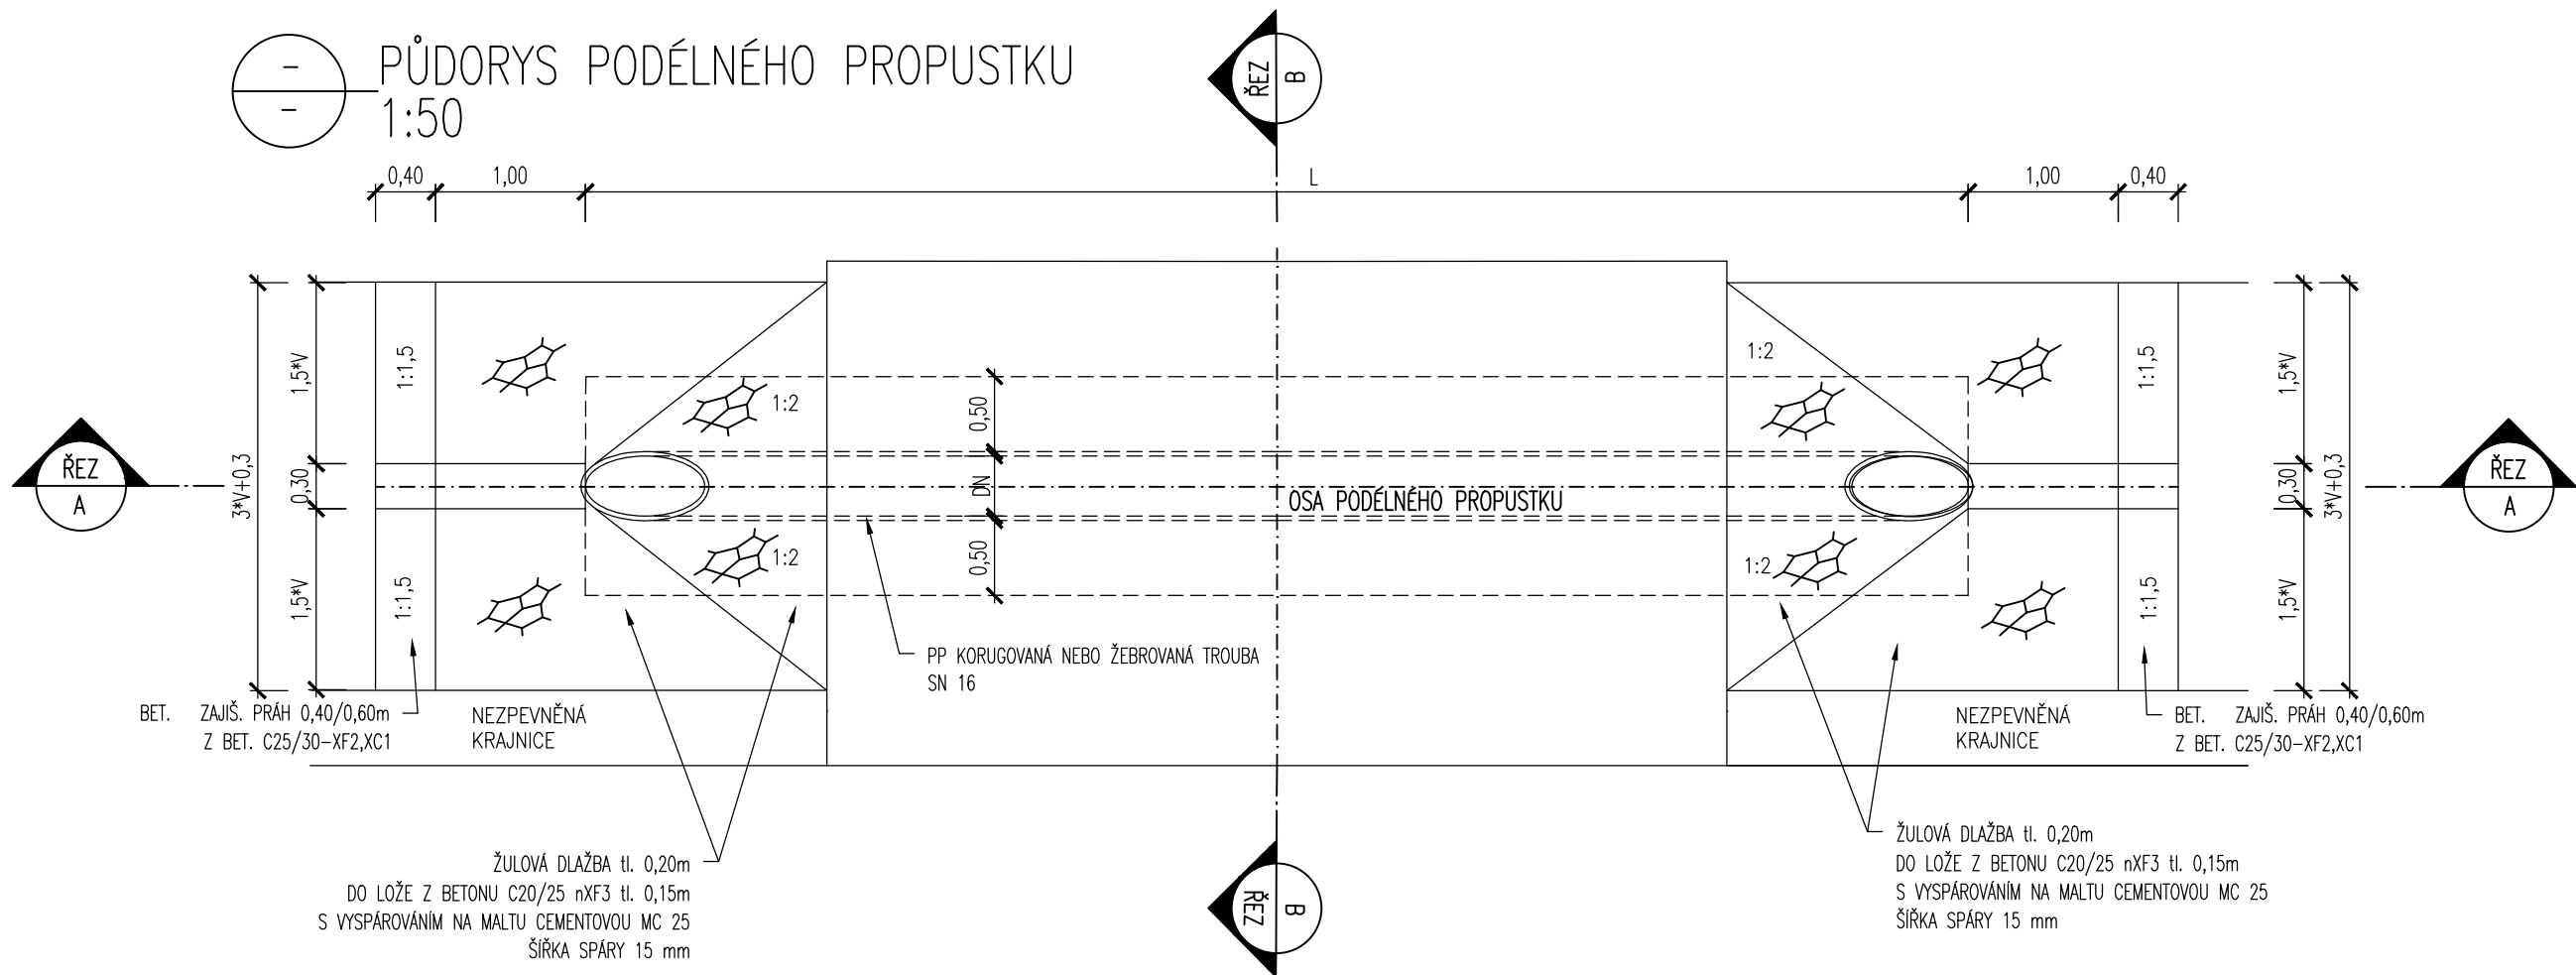 PŮDORYS PODÉLNÉHO PROPUSTKU
1:50
–
–
ŘEZ
B
0,40
1,00
L
1,00
0,40
3*V+0,3
1,5*V
0,30
1,5*V
1:1,5
1:1,5
1:2
1:2
0,50
DN
0,50
OSA PODÉLNÉHO PROPUSTKU
1:2
1:2
1:1,5
1:1,5
1,5*V
0,30
1,5*V
3*V+0,3
ŘEZ
A
ŘEZ
A
PP KORUGOVANÁ NEBO ŽEBROVANÁ TROUBA
SN 16
BET. ZAJIŠ. PRÁH 0,40/0,60m
Z BET. C25/30-XF2,XC1
NEZPEVNĚNÁ
KRAJNICE
NEZPEVNĚNÁ
KRAJNICE
BET. ZAJIŠ. PRÁH 0,40/0,60m
Z BET. C25/30-XF2,XC1
ŽULOVÁ DLAŽBA tl. 0,20m
DO LOŽE Z BETONU C20/25 nXF3 tl. 0,15m
S VYSPÁROVÁNÍM NA MALTU CEMENTOVOU MC 25
ŠÍŘKA SPÁRY 15 mm
ŽULOVÁ DLAŽBA tl. 0,20m
DO LOŽE Z BETONU C20/25 nXF3 tl. 0,15m
S VYSPÁROVÁNÍM NA MALTU CEMENTOVOU MC 25
ŠÍŘKA SPÁRY 15 mm
ŘEZ
B